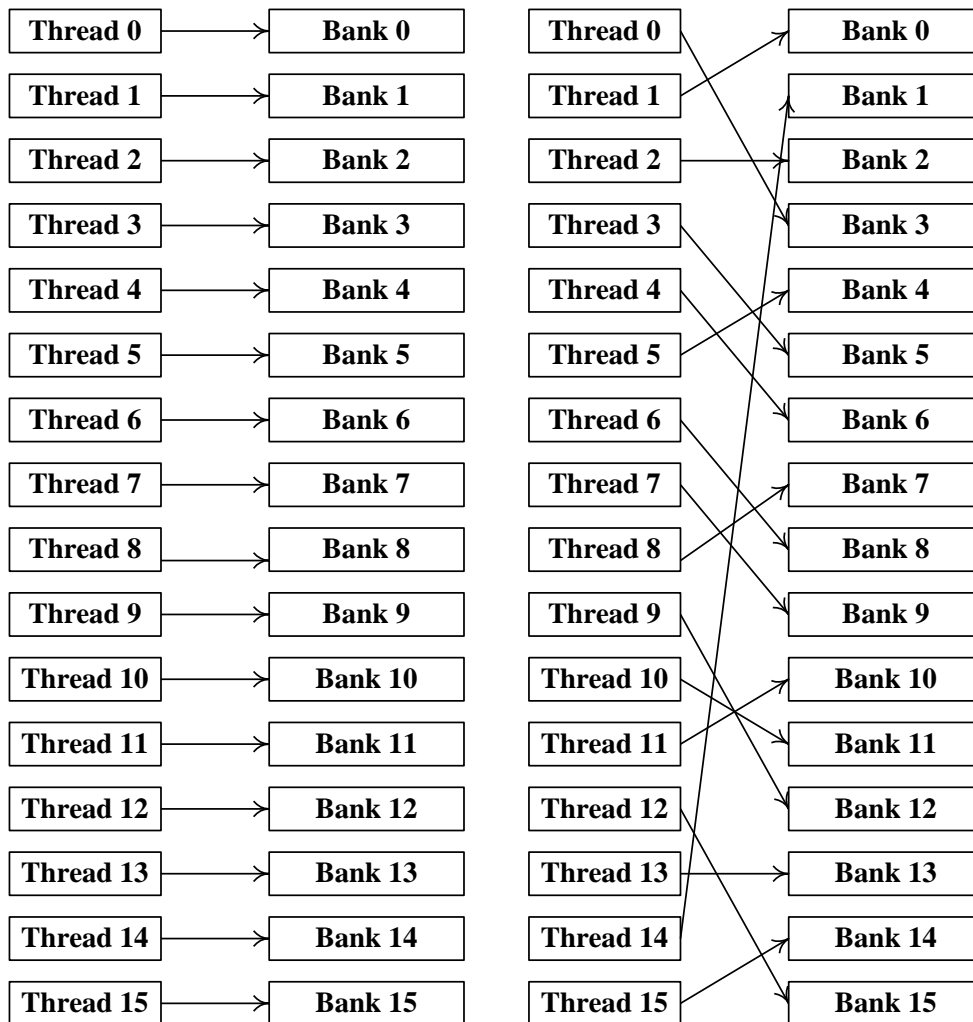 Thread 0 Bank 0 Thread 0 Bank 0
Thread 1 Bank 1 Thread 1 Bank 1
Thread 2 Bank 2 Thread 2 Bank 2
Thread 3 Bank 3 Thread 3 Bank 3
Thread 4 Bank 4 Thread 4 Bank 4
Thread 5 Bank 5 Thread 5 Bank 5
Thread 6 Bank 6 Thread 6 Bank 6
Thread 7 Bank 7 Thread 7 Bank 7
Thread 8 Bank 8 Thread 8 Bank 8
Thread 9 Bank 9 Thread 9 Bank 9
Thread 10 Bank 10 Thread 10 Bank 10
Thread 11 Bank 11 Thread 11 Bank 11
Thread 12 Bank 12 Thread 12 Bank 12
Thread 13 Bank 13 Thread 13 Bank 13
Thread 14 Bank 14 Thread 14 Bank 14
Thread 15 Bank 15 Thread 15 Bank 15